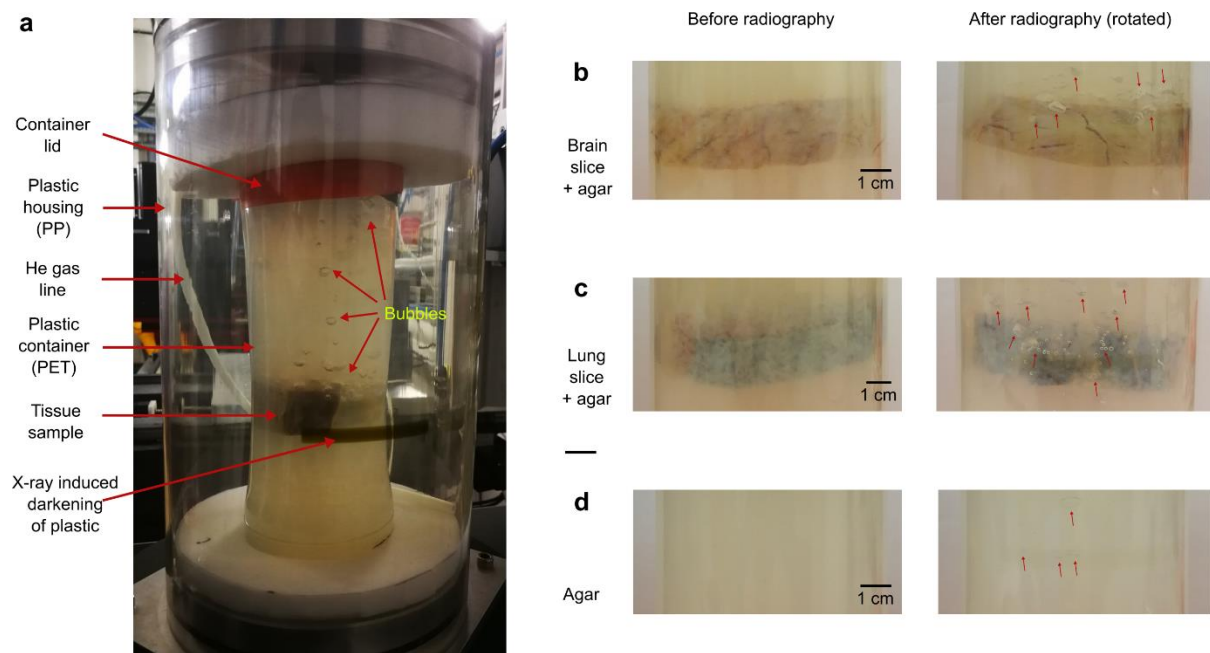 a
Container
lid
Plastic
housing
(PP)
He gas
line
Plastic
container
(PET)
Tissue
sample
X-ray induced
darkening
of plastic
Bubbles
Before radiography
After radiography (rotated)
b
Brain
slice
+ agar
1 cm
c
Lung
slice
+ agar
1 cm
d
Agar
1 cm